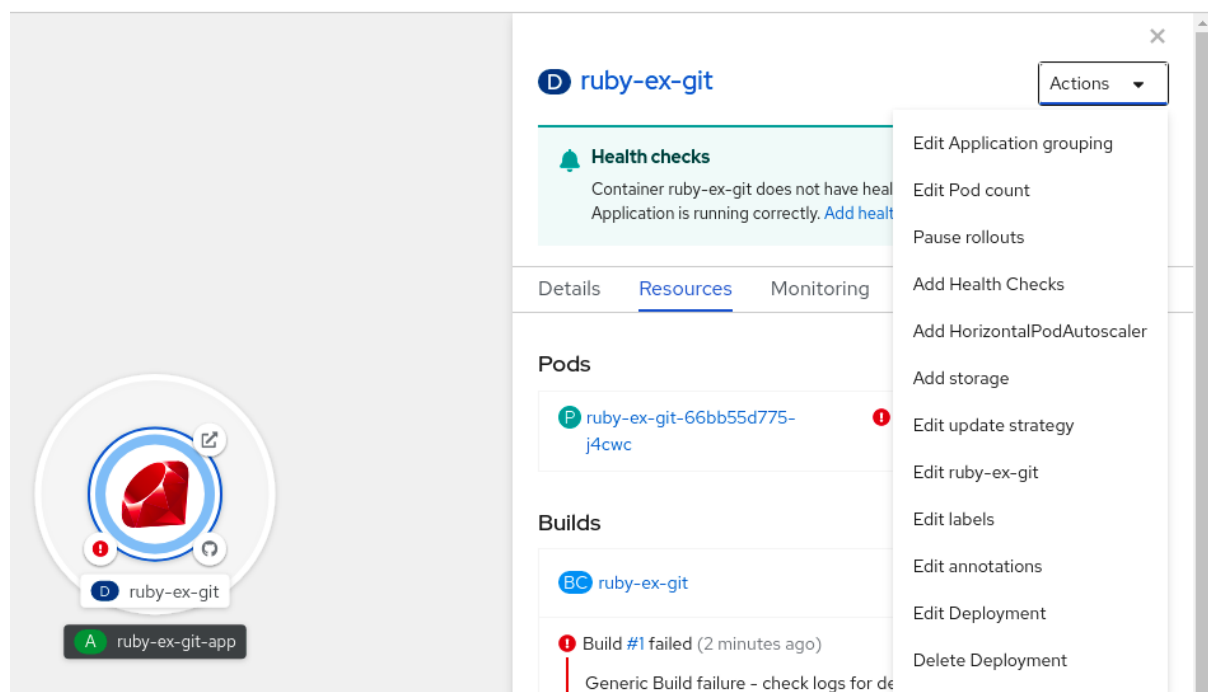 D ruby-ex-git
Actions
Health checks
Container ruby-ex-git does not have heal
Application is running correctly. Add healt
Details Resources Monitoring
Pods
P ruby-ex-git-66bb55d775-
j4cwc
Builds
BC ruby-ex-git
Build #1 failed (2 minutes ago)
Generic Build failure - check logs for de
Edit Application grouping
Edit Pod count
Pause rollouts
Add Health Checks
Add HorizontalPodAutoscaler
Add storage
Edit update strategy
Edit ruby-ex-git
Edit labels
Edit annotations
Edit Deployment
Delete Deployment
D ruby-ex-git
A ruby-ex-git-app